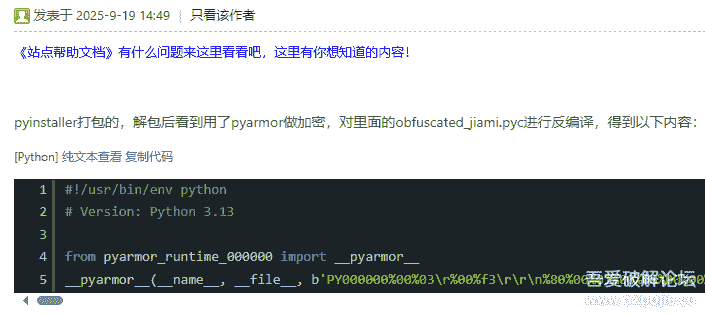 发表于 2025-9-19 14:49 | 只看该作者
《站点帮助文档》有什么问题来这里看看吧，这里有你想知道的内容！
pyinstaller打包的，解包后看到用了pyarmor做加密，对里面的obfuscated_jiami.pyc进行反编译，得到以下内容：
[Python] 纯文本查看 复制代码
1 #!/usr/bin/env python
2 # Version: Python 3.13
3
4 from pyarmor_runtime_000000 import __pyarmor__
5 __pyarmor__(__name__, __file__, b'PY000000%00%03\r%00%f3\r\r\n%80%00
吾爱破解论坛
www.52pojie.cn